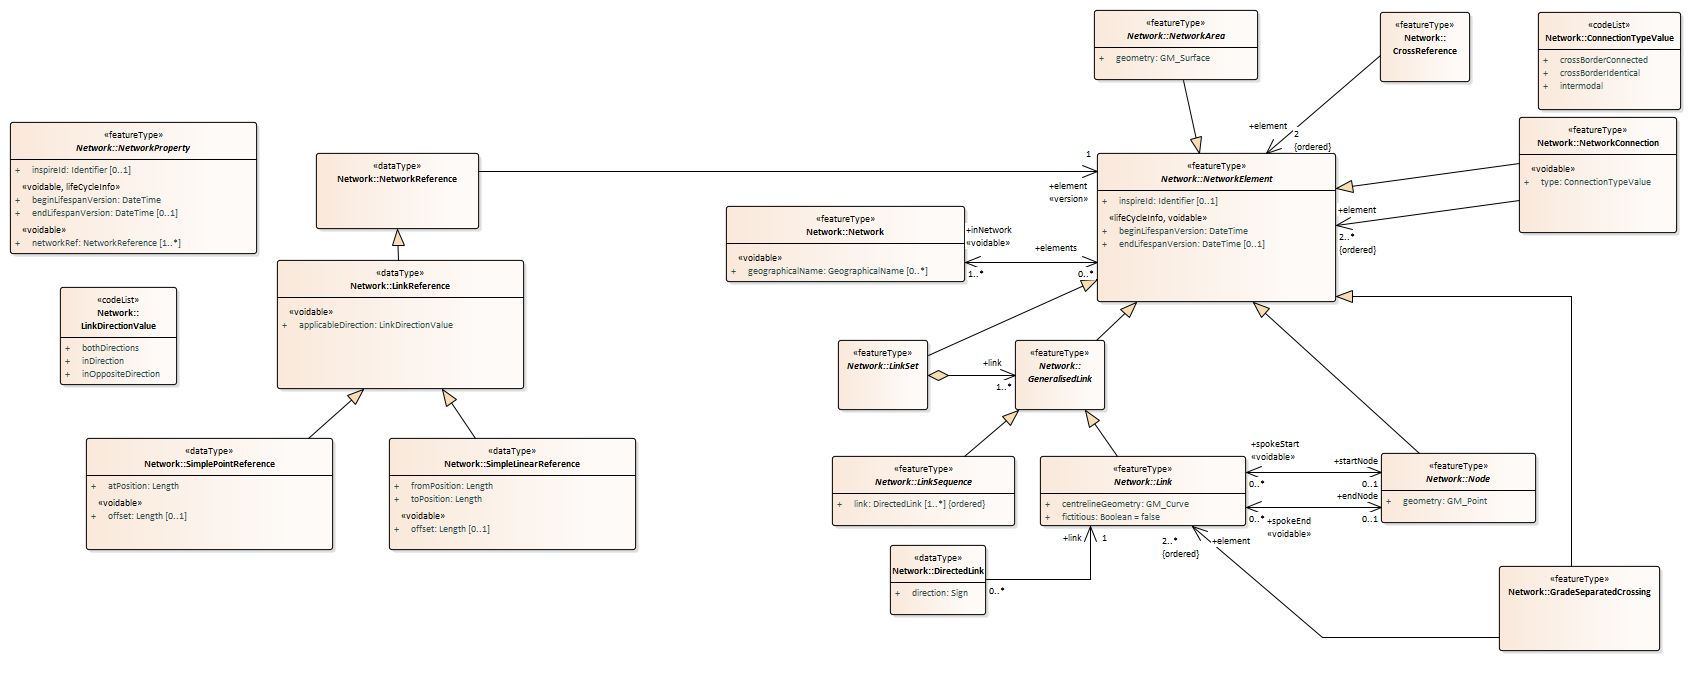 «featureType»
Network::NetworkArea
+ geometry: GM_Surface
«featureType»
Network::
CrossReference
«codeList»
Network::ConnectionTypeValue
+ crossBorderConnected
+ crossBorderIdentical
+ intermodal
«featureType»
Network::NetworkProperty
+ inspireId: Identifier [0..1]
«voidable, lifeCycleInfo»
+ beginLifespanVersion: DateTime
+ endLifespanVersion: DateTime [0..1]
«voidable»
+ networkRef: NetworkReference [1..*]
«dataType»
Network::NetworkReference
1
+element
«version»
+element
2
{ordered}
«featureType»
Network::NetworkElement
+ inspireId: Identifier [0..1]
«lifeCycleInfo, voidable»
+ beginLifespanVersion: DateTime
+ endLifespanVersion: DateTime [0..1]
«featureType»
Network::NetworkConnection
«voidable»
+ type: ConnectionTypeValue
+element
2..*
{ordered}
«featureType»
Network::Network
«voidable»
+ geographicalName: GeographicalName [0..*]
+inNetwork
«voidable»
1..*
+elements
0..*
«dataType»
Network::LinkReference
«voidable»
+ applicableDirection: LinkDirectionValue
«codeList»
Network::
LinkDirectionValue
+ bothDirections
+ inDirection
+ inOppositeDirection
«featureType»
Network::LinkSet
+link
1..*
«featureType»
Network::
GeneralisedLink
«dataType»
Network::SimplePointReference
+ atPosition: Length
«voidable»
+ offset: Length [0..1]
«dataType»
Network::SimpleLinearReference
+ fromPosition: Length
+ toPosition: Length
«voidable»
+ offset: Length [0..1]
«featureType»
Network::LinkSequence
+ link: DirectedLink [1..*] {ordered}
«featureType»
Network::Link
+ centrelineGeometry: GM_Curve
+ fictitious: Boolean = false
+spokeStart
«voidable»
0..*
+startNode
0..1
+endNode
0..1
0..*
+spokeEnd
«voidable»
«featureType»
Network::Node
+ geometry: GM_Point
«dataType»
Network::DirectedLink
+ direction: Sign
0..*
+link
1
2..*
{ordered}
+element
«featureType»
Network::GradeSeparatedCrossing